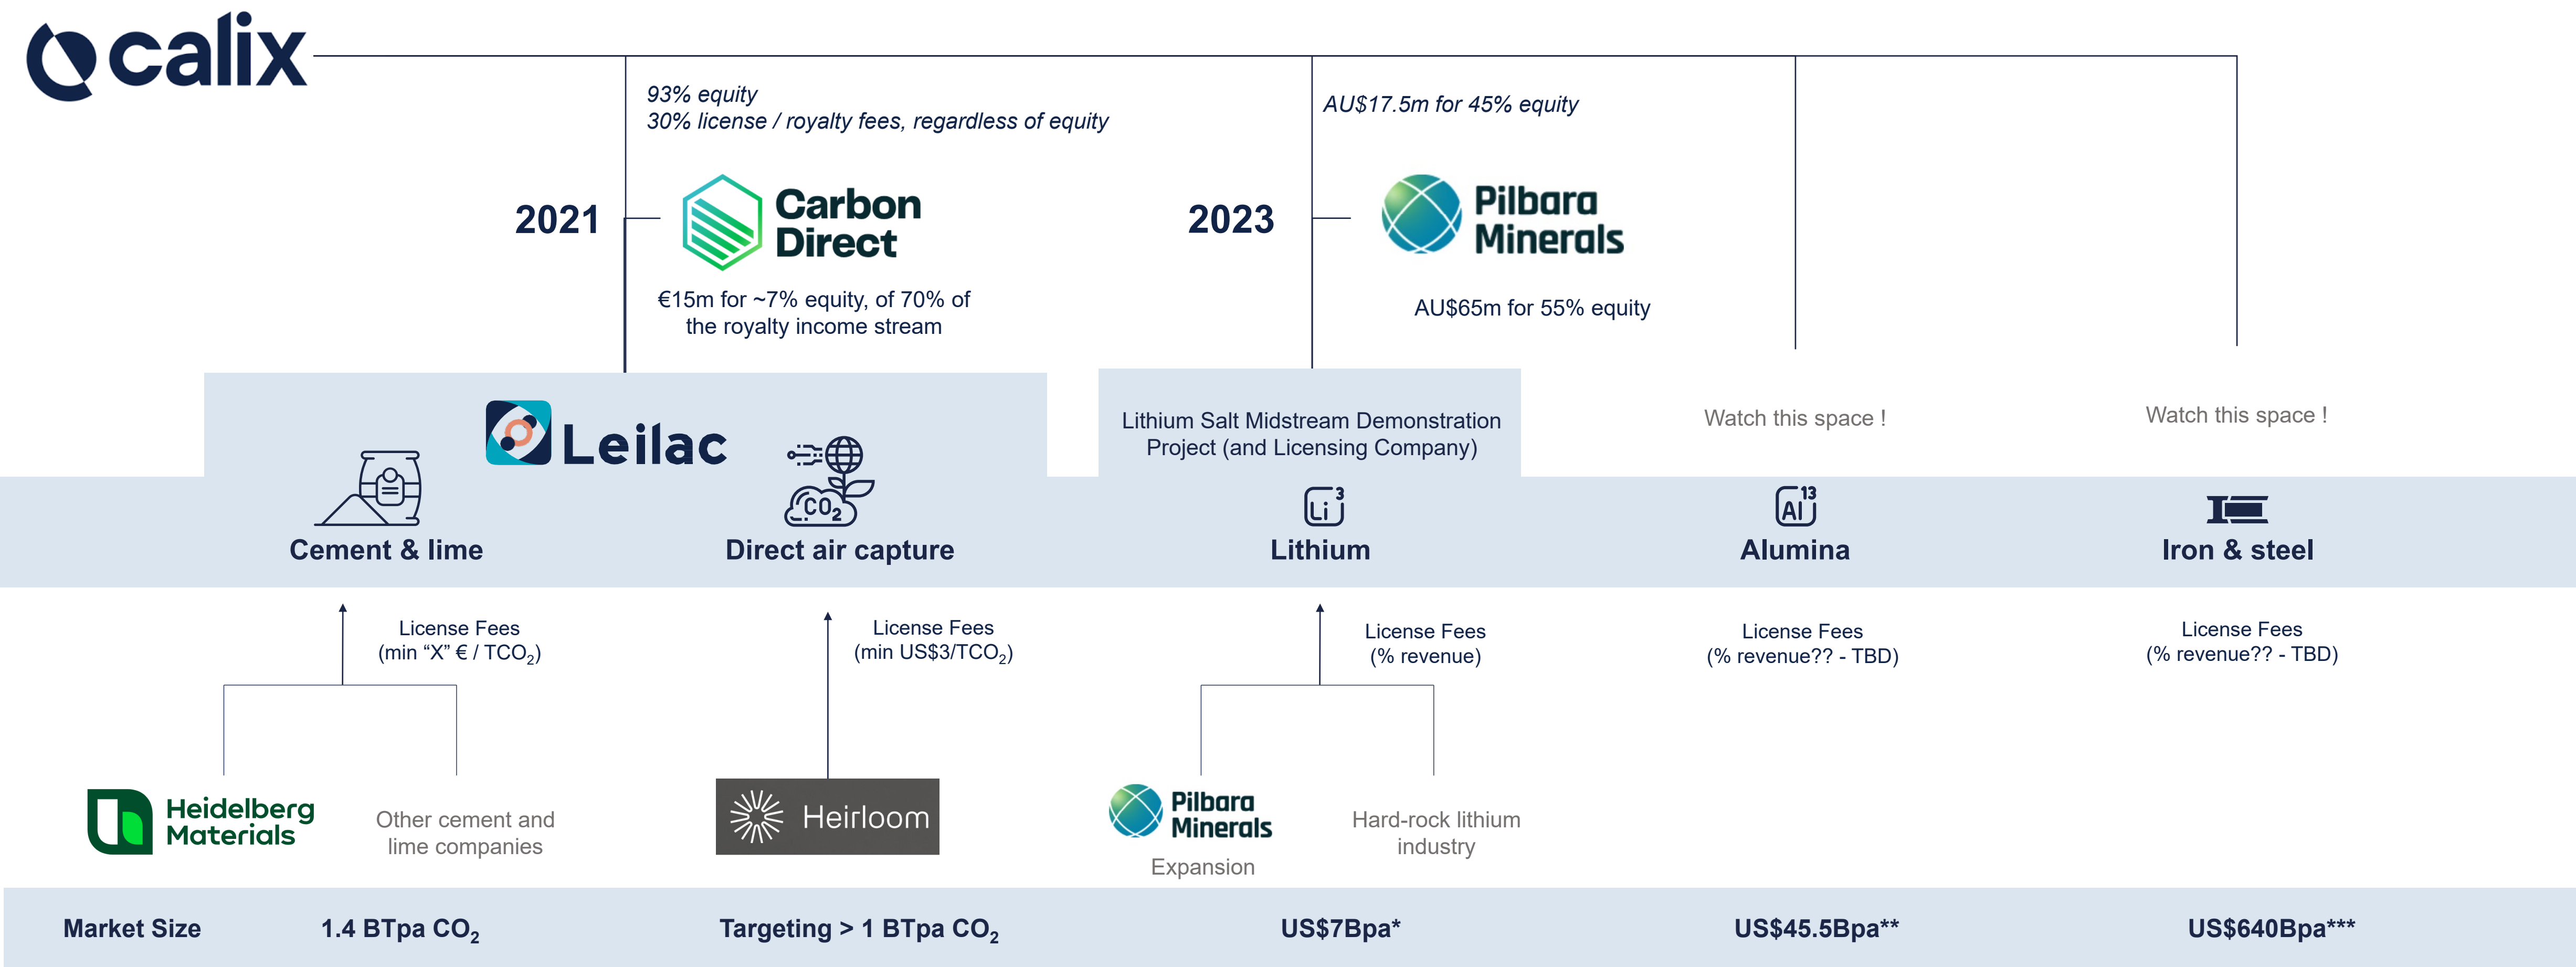 calix
93% equity
30% license / royalty fees, regardless of equity
AU$17.5m for 45% equity
2021
Carbon
Direct
2023
Pilbara
Minerals
€15m for ~7% equity, of 70% of
the royalty income stream
AU$65m for 55% equity
Leilac
Lithium Salt Midstream Demonstration
Project (and Licensing Company)
Watch this space !
Watch this space !
CO2
Li 3
Al 13
Cement & lime
Direct air capture
Lithium
Alumina
Iron & steel
License Fees
(min “X” € / TCO2)
License Fees
(min US$3/TCO2)
License Fees
(% revenue)
License Fees
(% revenue?? - TBD)
License Fees
(% revenue?? - TBD)
Heidelberg
Materials
Other cement and
lime companies
Heirloom
Pilbara
Minerals
Expansion
Hard-rock lithium
industry
Market Size
1.4 BTpa CO2
Targeting > 1 BTpa CO2
US$7Bpa*
US$45.5Bpa**
US$640Bpa***